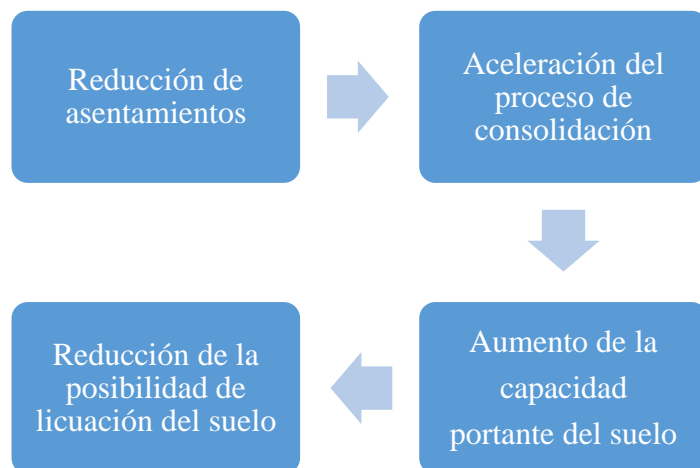 Reducción de
asentamientos
Aceleración del
proceso de
consolidación
Aumento de la
capacidad
portante del suelo
Reducción de la
posibilidad de
licuación del suelo